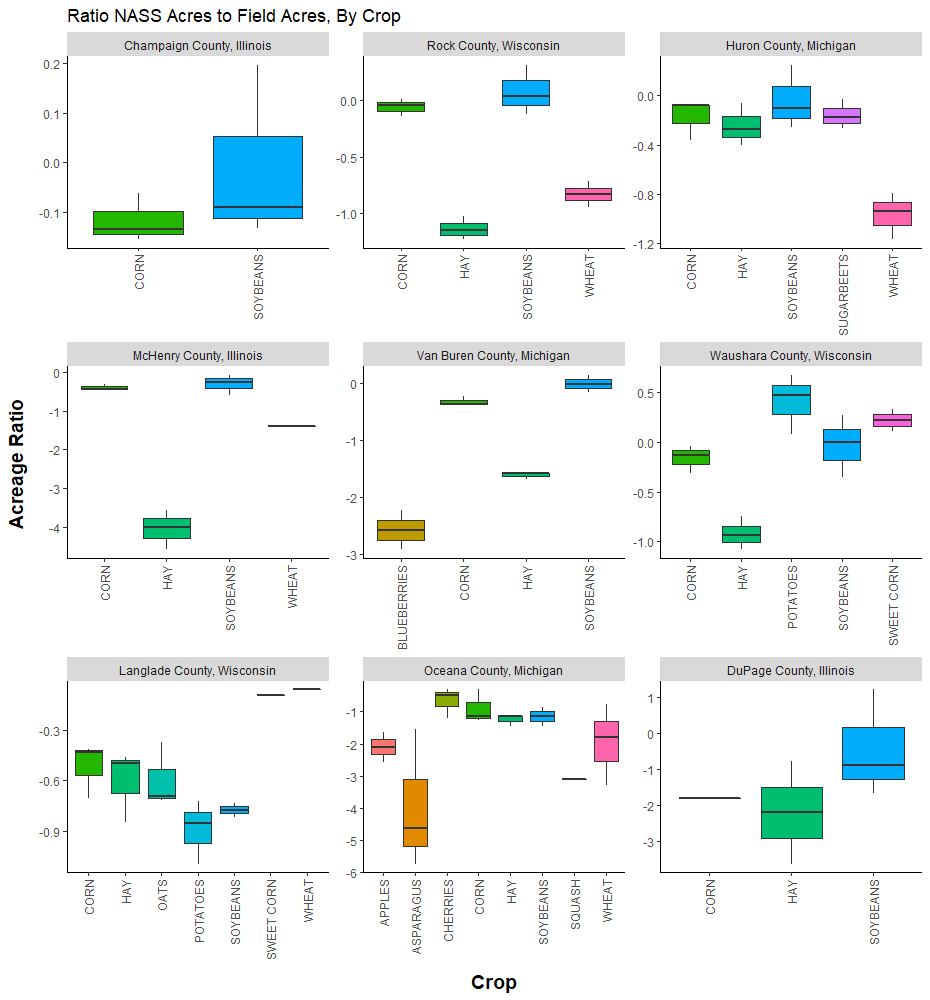 Ratio NASS Acres to Field Acres, By Crop
Champaign County, Illinois
Rock County, Wisconsin
Huron County, Michigan
0.2
0.1
0.0
-0.1
0.0
-0.5
-1.0
0.0
-0.4
-0.8
-1.2
CORN
SOYBEANS
CORN
HAY
SOYBEANS
WHEAT
CORN
HAY
SOYBEANS
SUGARBEETS
WHEAT
McHenry County, Illinois
Van Buren County, Michigan
Waushara County, Wisconsin
0
-1
-2
-3
-4
0
-1
-2
-3
0.5
0.0
-0.5
-1.0
CORN
HAY
SOYBEANS
WHEAT
BLUEBERRIES
CORN
HAY
SOYBEANS
CORN
HAY
POTATOES
SOYBEANS
SWEET CORN
Acreage Ratio
Langlade County, Wisconsin
Oceana County, Michigan
DuPage County, Illinois
-0.3
-0.6
-0.9
-1
-2
-3
-4
-5
-6
1
0
-1
-2
-3
CORN
HAY
OATS
POTATOES
SOYBEANS
SWEET CORN
WHEAT
APPLES
ASPARAGUS
CHERRIES
CORN
HAY
SOYBEANS
SQUASH
WHEAT
CORN
HAY
SOYBEANS
Crop